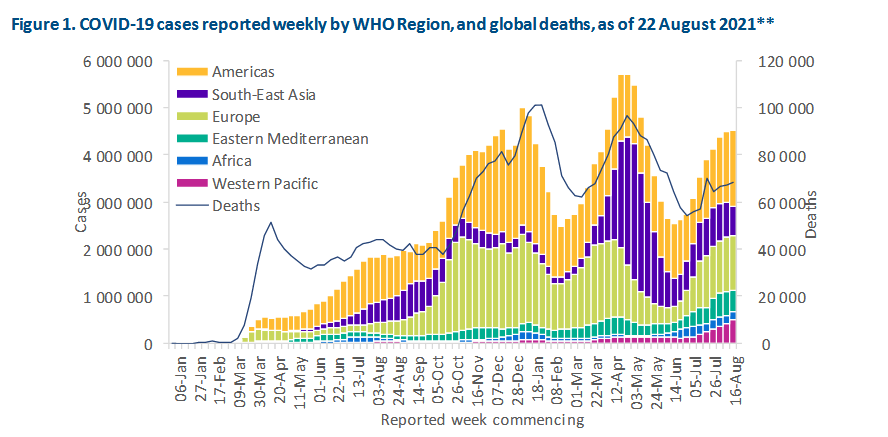 Figure 1. COVID-19 cases reported weekly by WHO Region, and global deaths, as of 22 August 2021**
6 000 000
5 000 000
4 000 000
3 000 000
2 000 000
1 000 000
0
Cases
Americas
South-East Asia
Europe
Eastern Mediterranean
Africa
Western Pacific
Deaths
120 000
100 000
80 000
60 000
40 000
20 000
0
Deaths
06-Jan
27-Jan
17-Feb
09-Mar
30-Mar
20-Apr
11-May
01-Jun
22-Jun
13-Jul
03-Aug
24-Aug
14-Sep
05-Oct
26-Oct
16-Nov
07-Dec
28-Dec
18-Jan
08-Feb
01-Mar
22-Mar
12-Apr
03-May
24-May
14-Jun
05-Jul
26-Jul
16-Aug
Reported week commencing